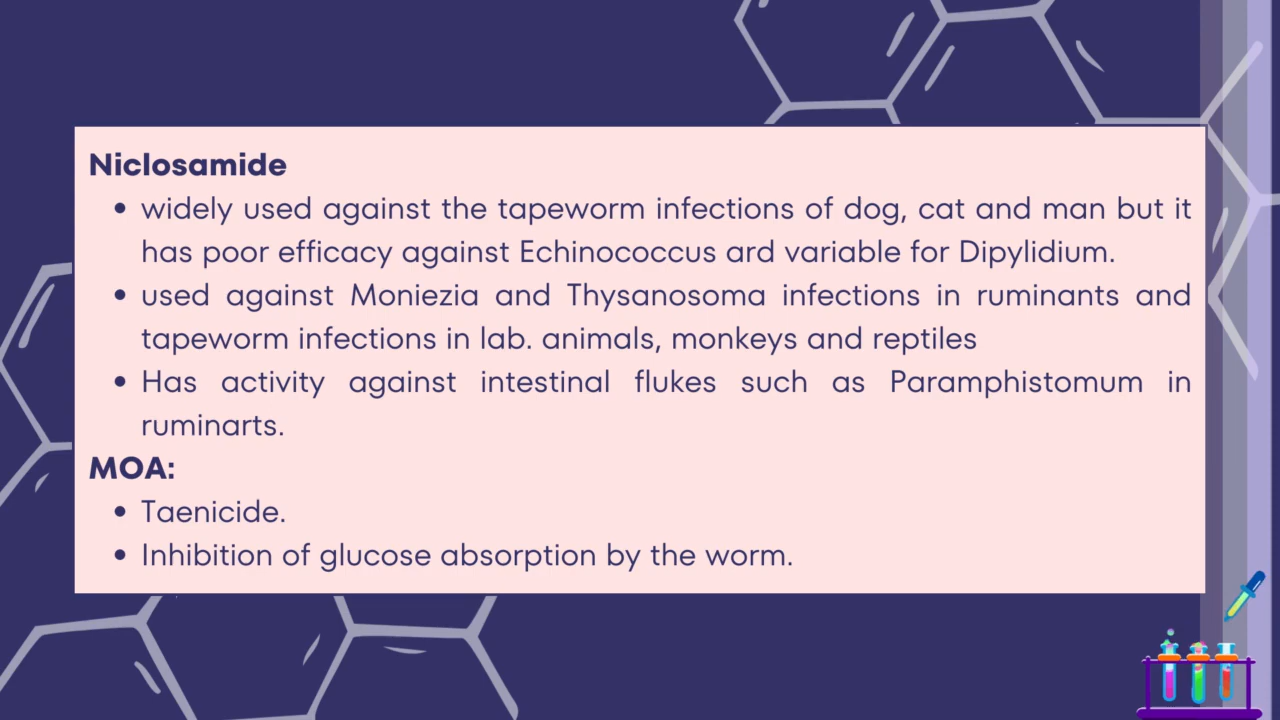 Niclosamide
• widely used against the tapeworm infections of dog, cat and man but it
has poor efficacy against Echinococcus ard variable for Dipylidium.
• used against Moniezia and Thysanosoma infections in ruminants and
tapeworm infections in lab. animals, monkeys and reptiles
• Has activity against intestinal flukes such as Paramphistomum in
ruminarts.
MOA:
• Taenicide.
• Inhibition of glucose absorption by the worm.